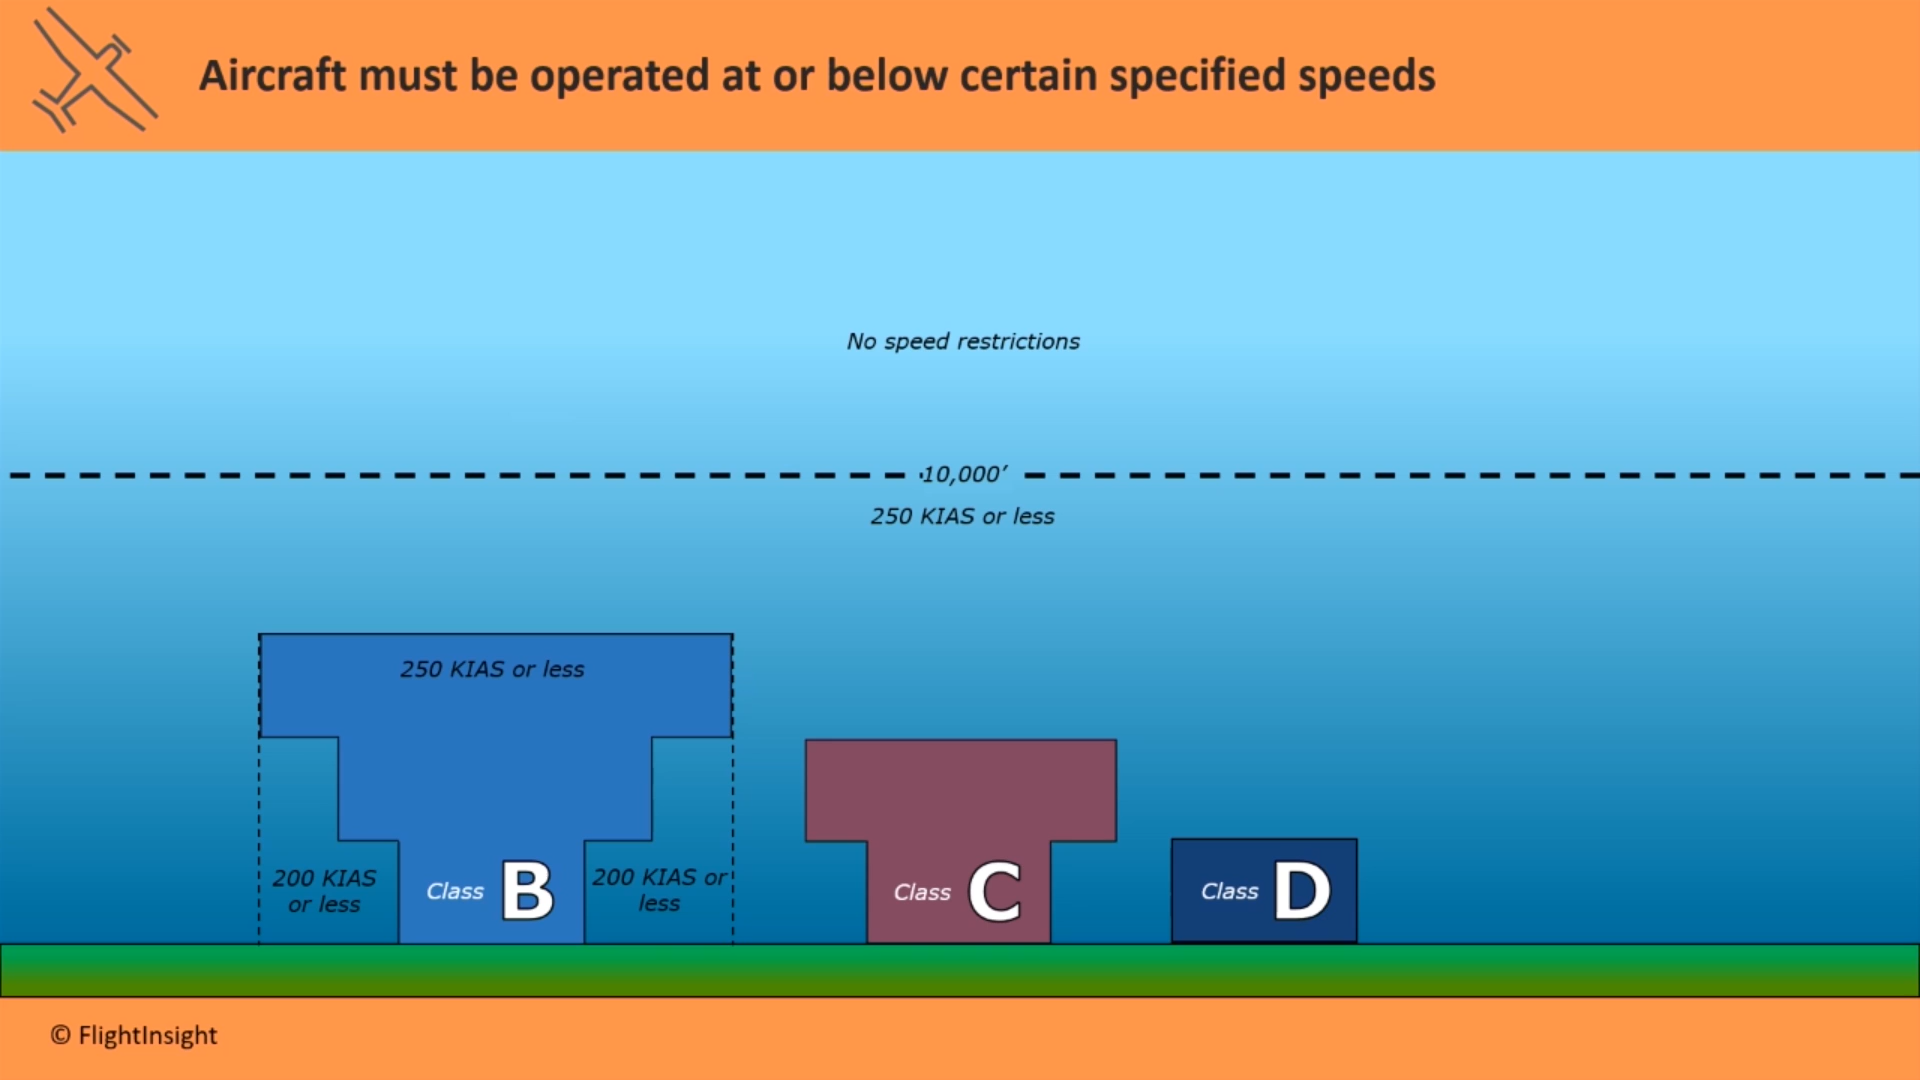 Aircraft must be operated at or below certain specified speeds
No speed restrictions
10,000’
250 KIAS or less
250 KIAS or less
200 KIAS
or less
Class B
200 KIAS or
less
Class C
Class D
© FlightInsight